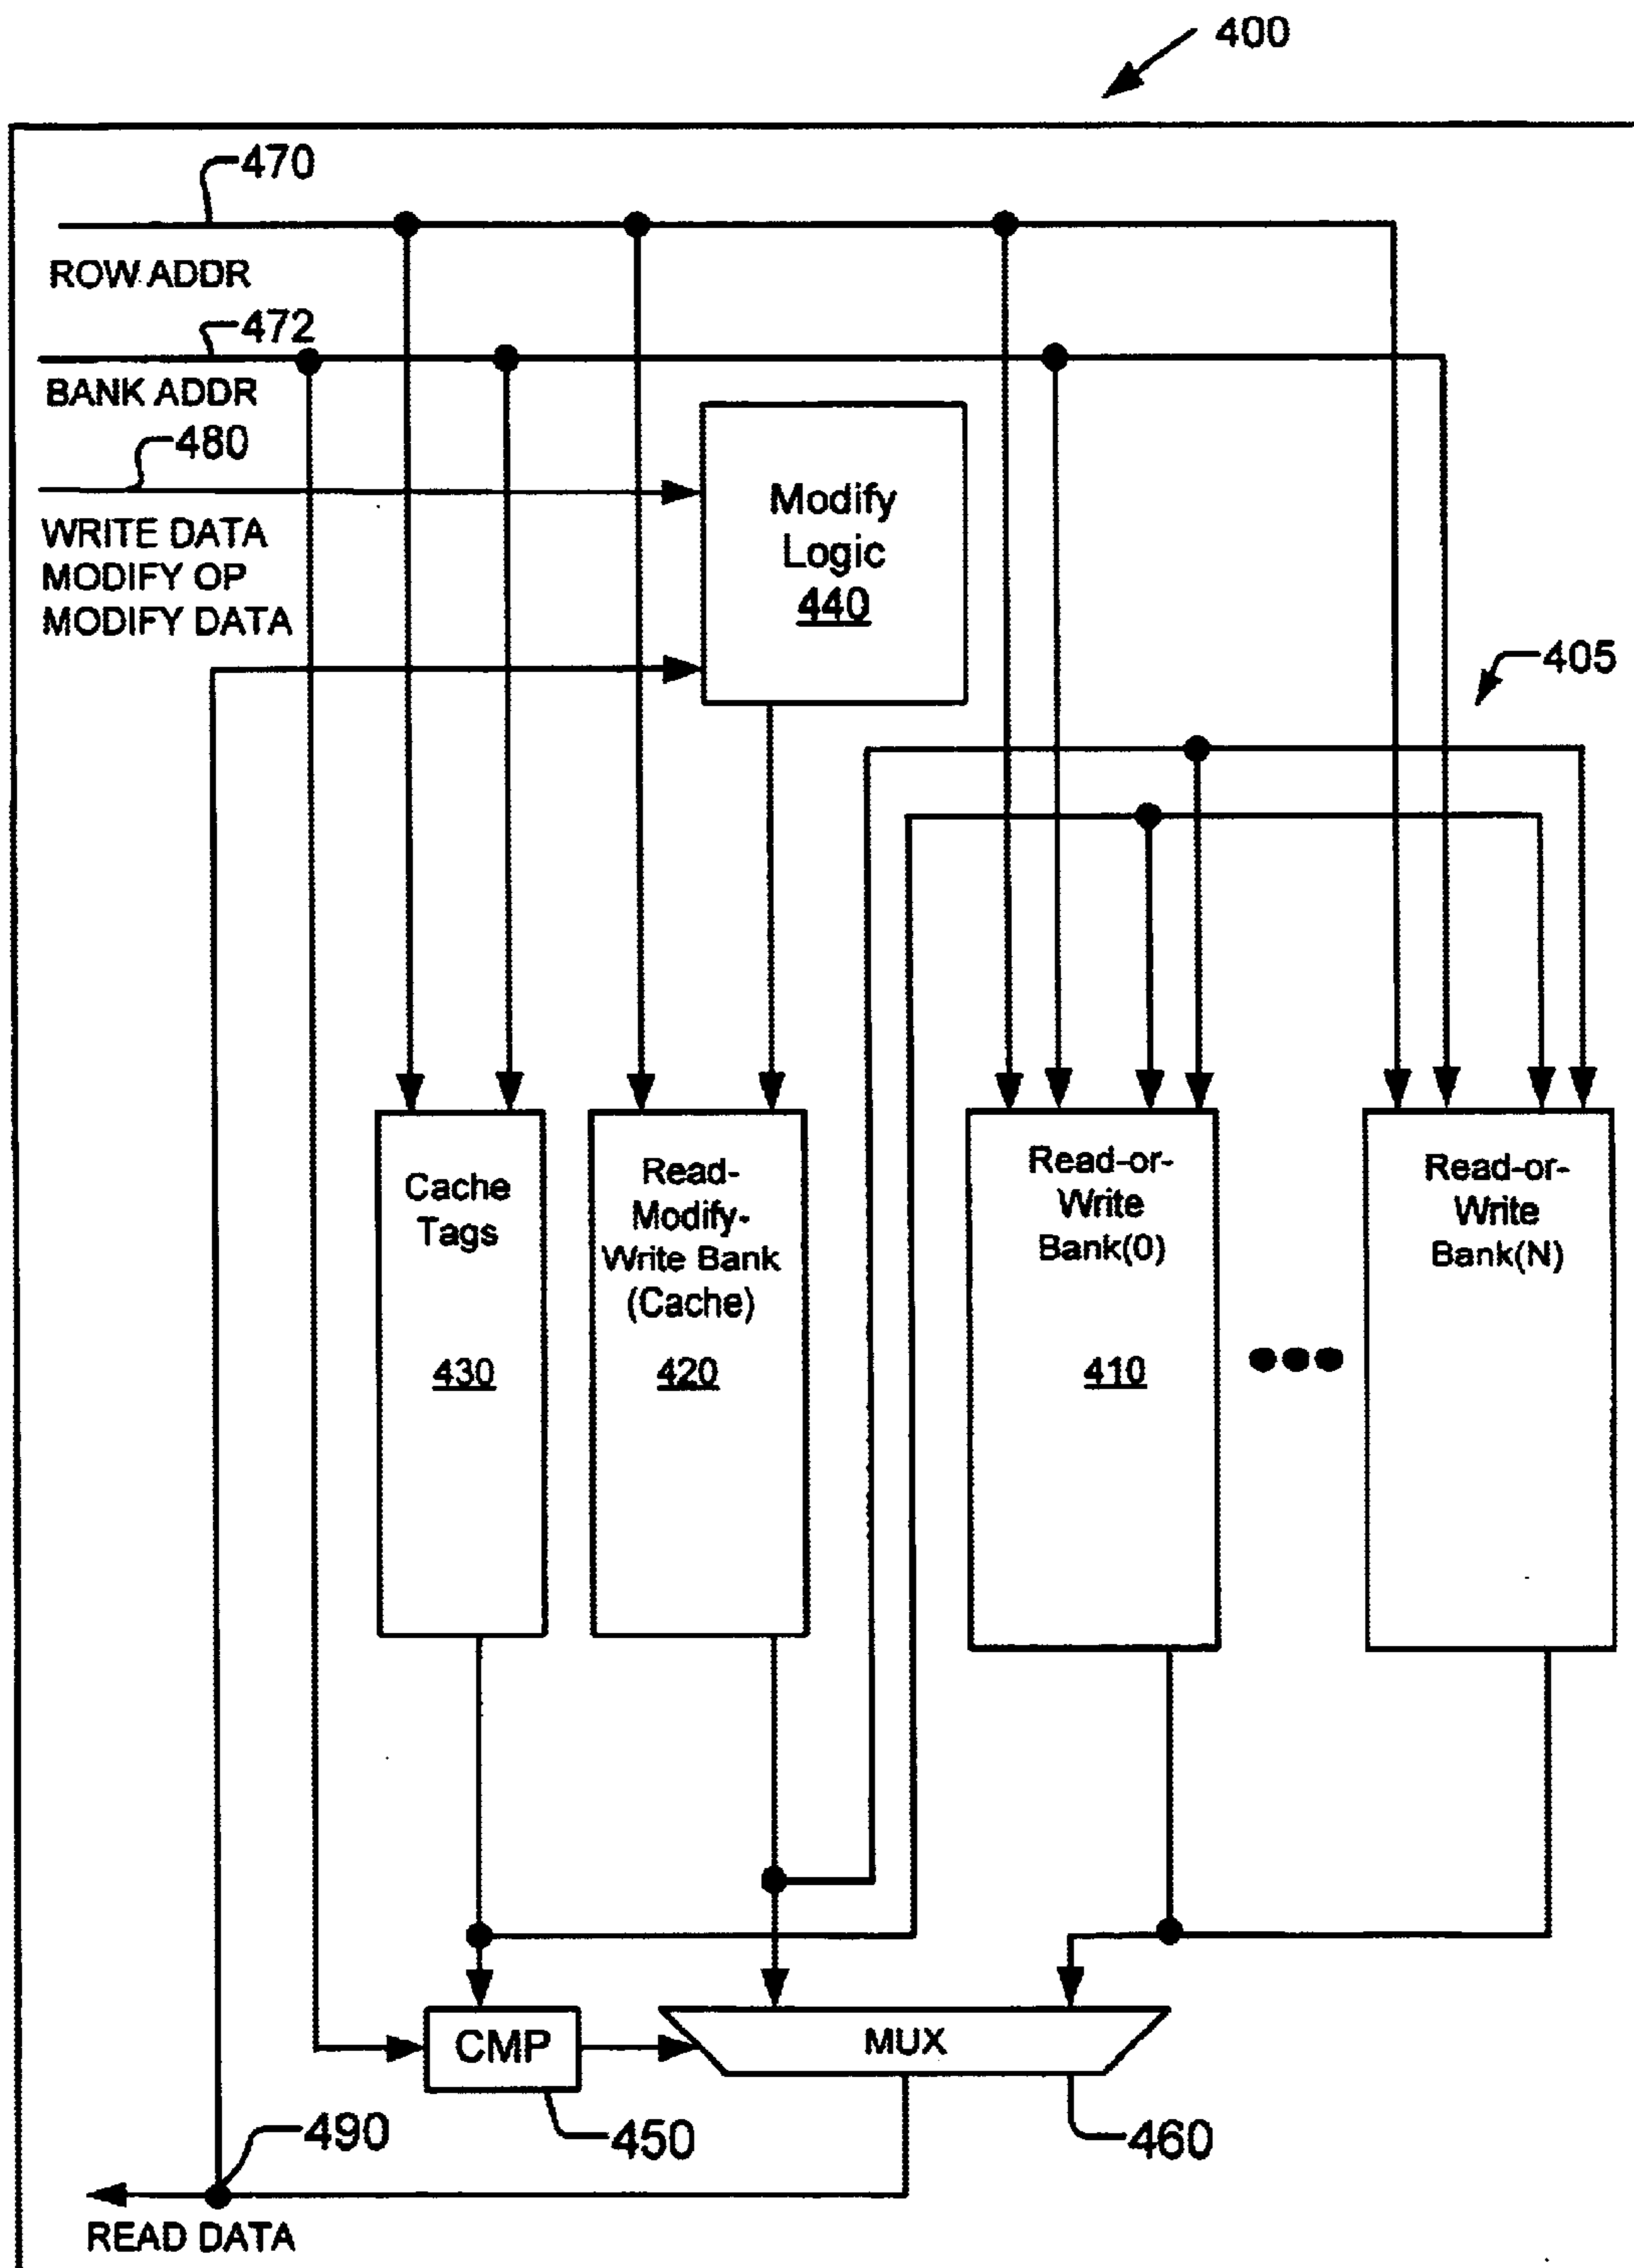 400
470
ROW ADDR
472
BANK ADDR
480
WRITE DATA
MODIFY OP
MODIFY DATA
Modify
Logic
440
405
Cache
Tags
430
Read-
Modify-
Write Bank
(Cache)
420
Read-or-
Write
Bank(0)
410
Read-or-
Write
Bank(N)
CMP
MUX
490
450
460
READ DATA